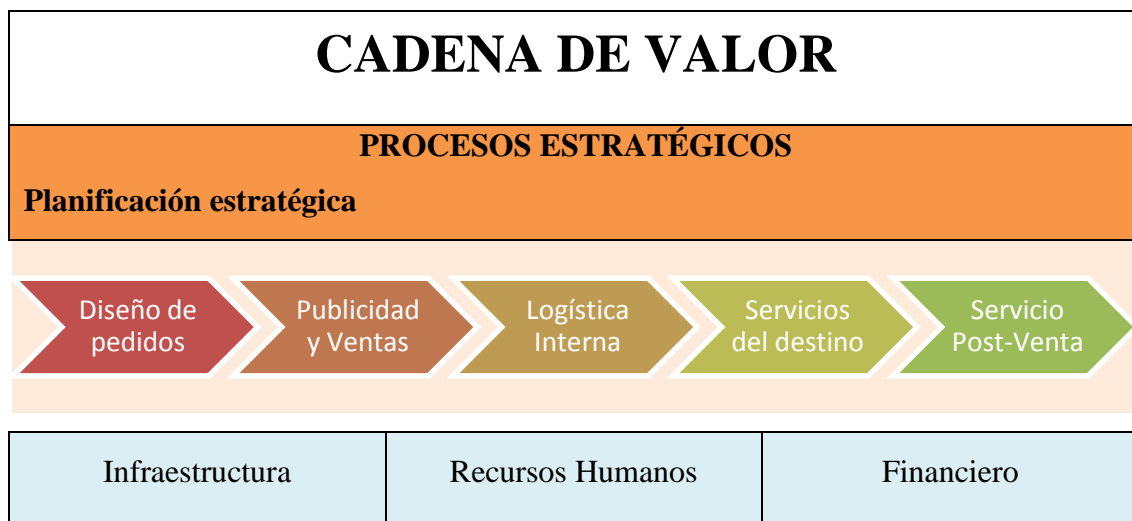 CADENA DE VALOR
PROCESOS ESTRATÉGICOS
Planificación estratégica
Diseño de
pedidos
Publicidad
y Ventas
Logística
Interna
Servicios
del destino
Servicio
Post-Venta
Infraestructura
Recursos Humanos
Financiero